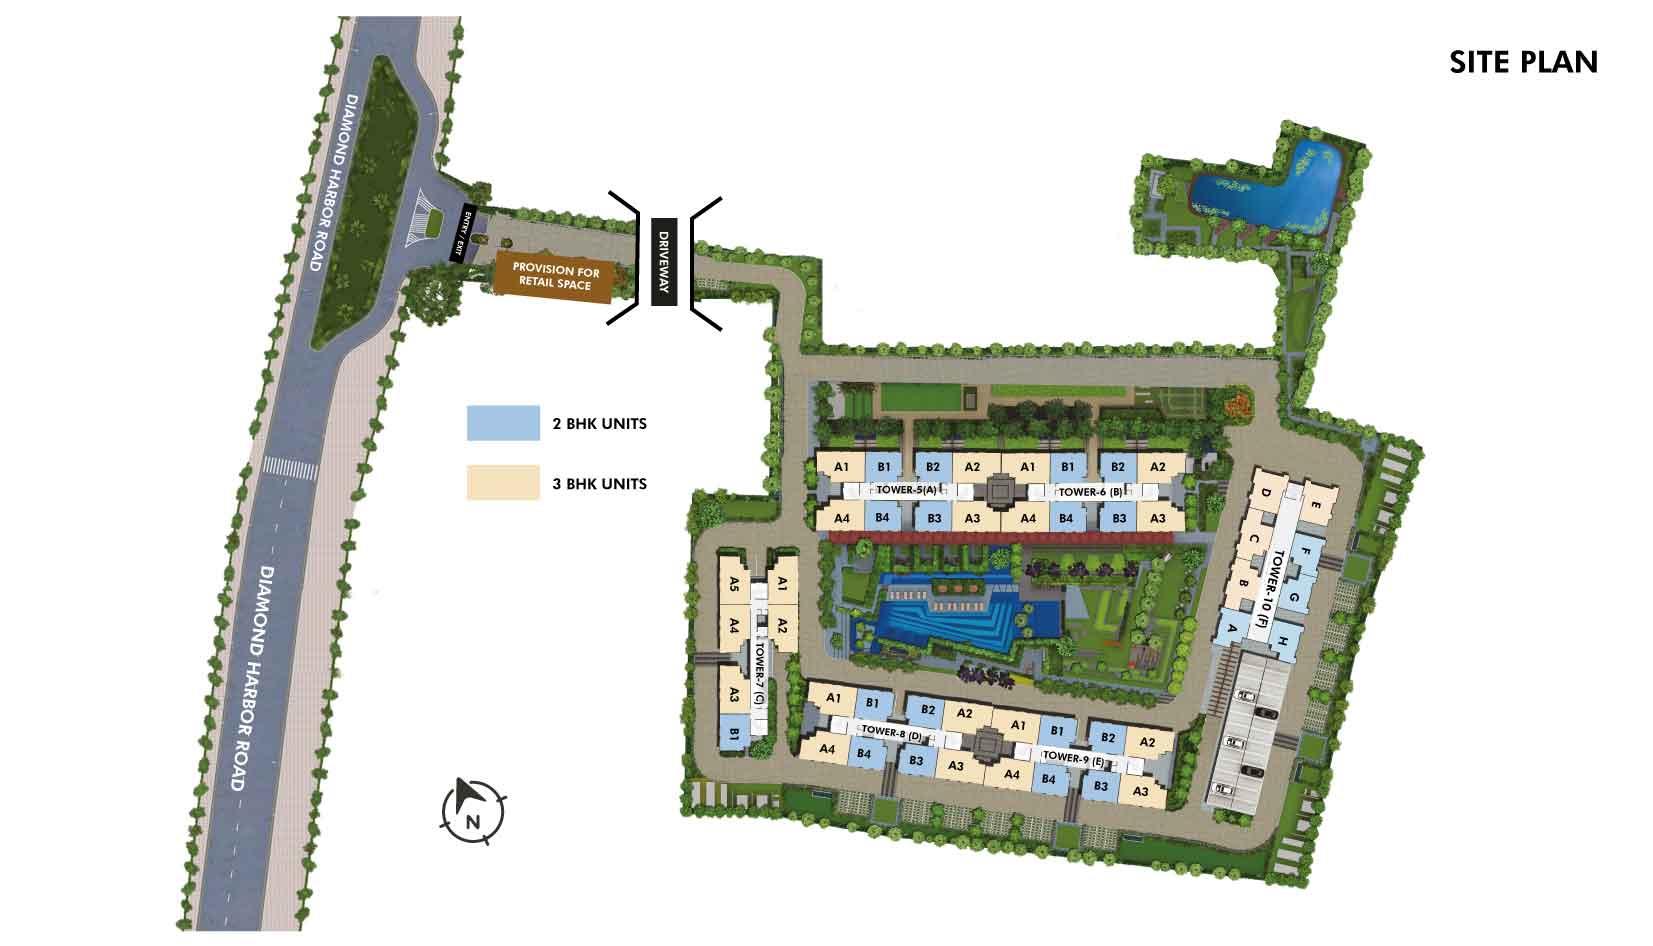 SITE PLAN
DIAMOND HARBOR ROAD
ENTRY / EXIT
PROVISION FOR
RETAIL SPACE
DRIVEWAY
2 BHK UNITS
3 BHK UNITS
A1 B1 B2 A2 A1 B1 B2 A2
TOWER-5(A) TOWER-6 (B)
A4 B4 B3 A3 A4 B4 B3 A3
D E
C F
B G
A H
TOWER-10 (F)
A5 A1
A4 A2
A3
B1
TOWER-7 (C)
DIAMOND HARBOR ROAD
A1 B1 B2 A2 A1 B1 B2 A2
TOWER-8 (D) TOWER-9 (E)
A4 B4 B3 A3 A4 B4 B3 A3
N